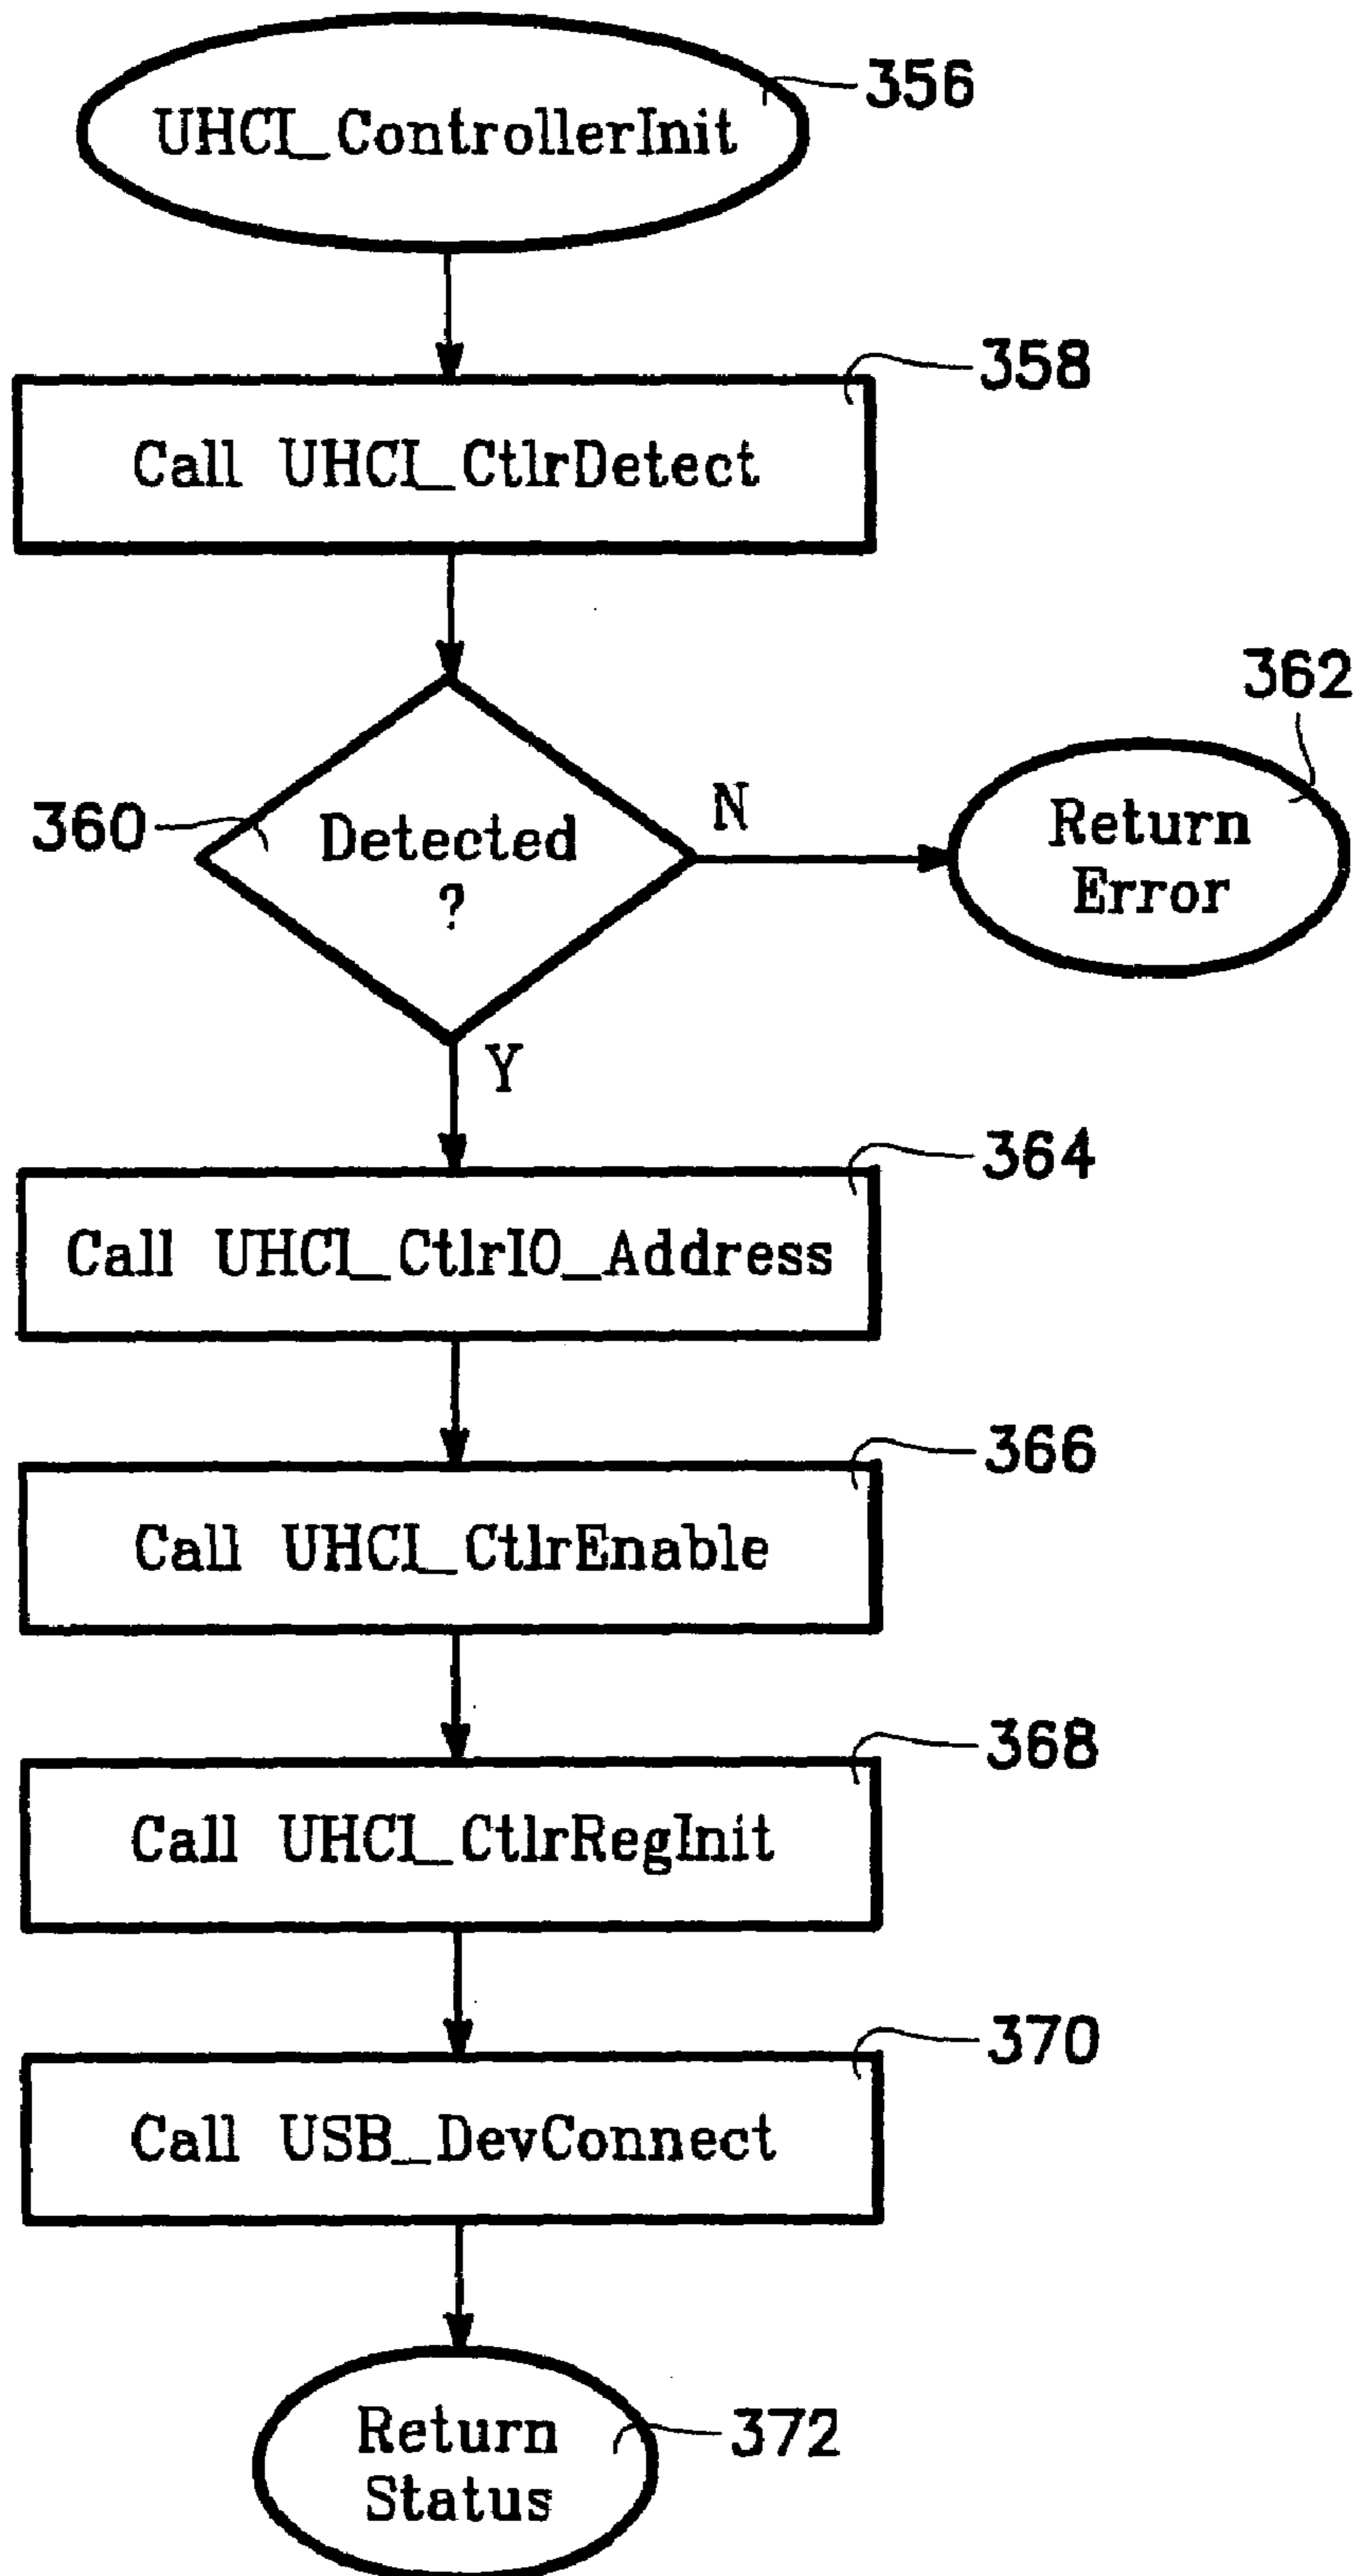 356
UHCI_ControllerInit
358
Call UHCI_CtlrDetect
362
360
Detected
?
N
Return
Error
Y
364
Call UHCI_CtlrIO_Address
366
Call UHCI_CtlrEnable
368
Call UHCI_CtlrRegInit
370
Call USB_DevConnect
Return
Status
372